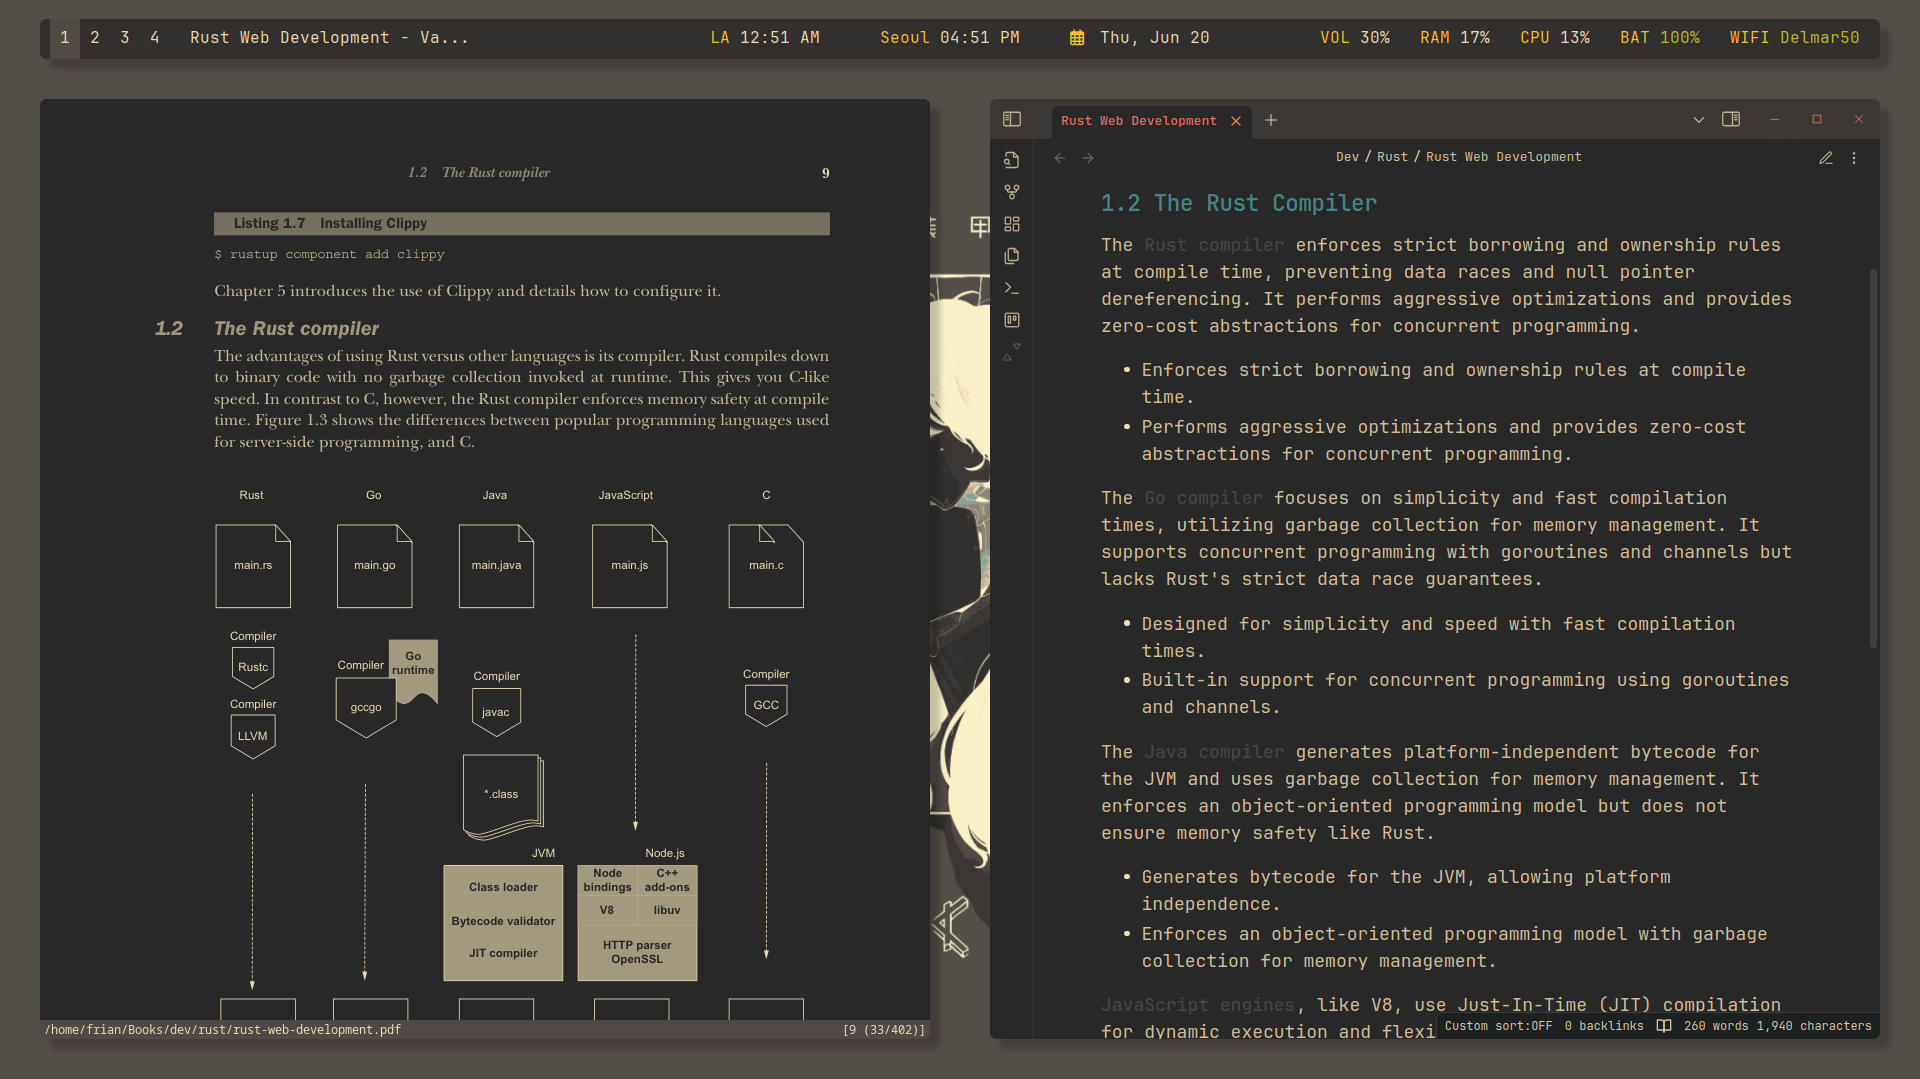 1 2 3 4 Rust Web Development - Va... LA 12:51 AM Seoul 04:51 PM Thu, Jun 20 VOL 30% RAM 17% CPU 13% BAT 100% WIFI Delmar50
1.2 The Rust compiler 9
Listing 1.7 Installing Clippy
$ rustup component add clippy
Chapter 5 introduces the use of Clippy and details how to configure it.
1.2 The Rust compiler
The advantages of using Rust versus other languages is its compiler. Rust compiles down
to binary code with no garbage collection invoked at runtime. This gives you C-like
speed. In contrast to C, however, the Rust compiler enforces memory safety at compile
time. Figure 1.3 shows the differences between popular programming languages used
for server-side programming, and C.
Rust Go Java JavaScript C
main.rs main.go main.java main.js main.c
Compiler
Rustc
Compiler
LLVM
Compiler
Go
runtime
gccgo
Compiler
javac
*.class
JVM
Class loader
Bytecode validator
JIT compiler
Node.js
Node
bindings
C++
add-ons
V8 libuv
HTTP parser
OpenSSL
Compiler
GCC
/home/frian/Books/dev/rust/rust-web-development.pdf [9 (33/402)]
Rust Web Development
Dev / Rust / Rust Web Development
1.2 The Rust Compiler
The Rust compiler enforces strict borrowing and ownership rules
at compile time, preventing data races and null pointer
dereferencing. It performs aggressive optimizations and provides
zero-cost abstractions for concurrent programming.
• Enforces strict borrowing and ownership rules at compile
time.
• Performs aggressive optimizations and provides zero-cost
abstractions for concurrent programming.
The Go compiler focuses on simplicity and fast compilation
times, utilizing garbage collection for memory management. It
supports concurrent programming with goroutines and channels but
lacks Rust's strict data race guarantees.
• Designed for simplicity and speed with fast compilation
times.
• Built-in support for concurrent programming using goroutines
and channels.
The Java compiler generates platform-independent bytecode for
the JVM and uses garbage collection for memory management. It
enforces an object-oriented programming model but does not
ensure memory safety like Rust.
• Generates bytecode for the JVM, allowing platform
independence.
• Enforces an object-oriented programming model with garbage
collection for memory management.
JavaScript engines, like V8, use Just-In-Time (JIT) compilation
for dynamic execution and flexi
Custom sort:OFF 0 backlinks 260 words 1,940 characters